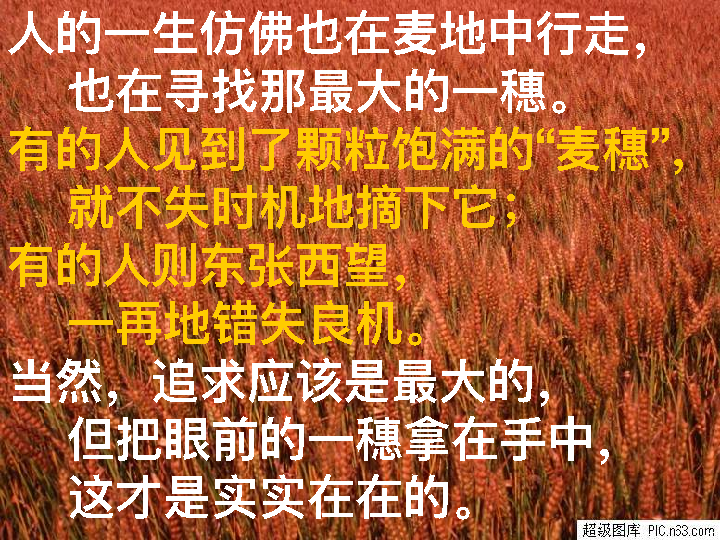 人的一生仿佛也在麦地中行走，
也在寻找那最大的一穗。
有的人见到了颗粒饱满的“麦穗”，
就不失时机地摘下它；
有的人则东张西望，
一再地错失良机。
当然，追求应该是最大的，
但把眼前的一穗拿在手中，
这才是实实在在的。
超级图库 PIC.n63.com